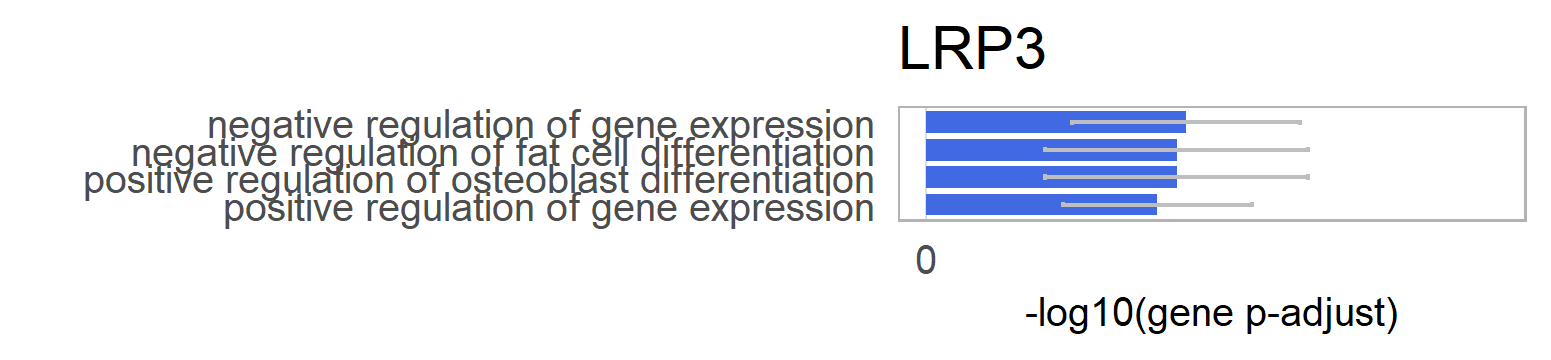 LRP3
negative regulation of gene expression
negative regulation of fat cell differentiation
positive regulation of osteoblast differentiation
positive regulation of gene expression
0
-log10(gene p-adjust)